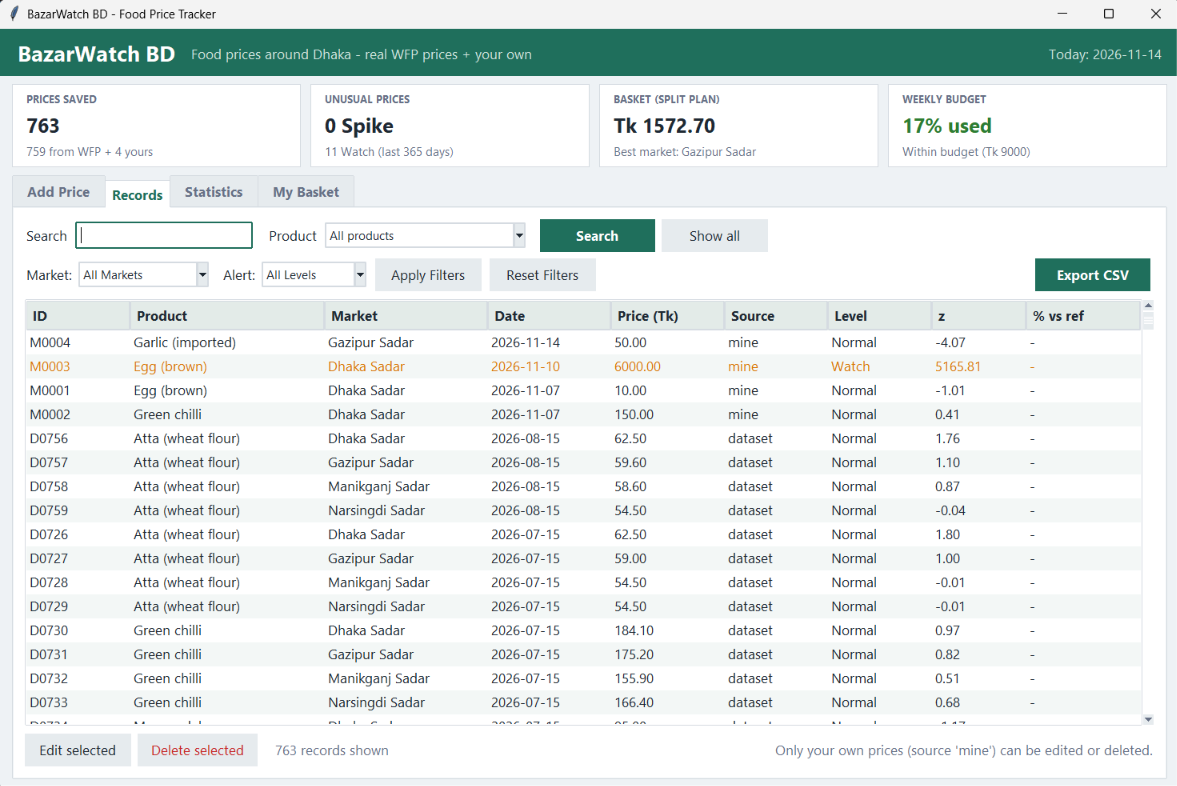 BazarWatch BD - Food Price Tracker
BazarWatch BD Food prices around Dhaka - real WFP prices + your own Today: 2026-11-14
PRICES SAVED UNUSUAL PRICES BASKET (SPLIT PLAN) WEEKLY BUDGET
763 0 Spike Tk 1572.70 17% used
759 from WFP + 4 yours 11 Watch (last 365 days) Best market: Gazipur Sadar Within budget (Tk 9000)
Add Price Records Statistics My Basket
Search Product All products Search Show all
Market: All Markets Alert: All Levels Apply Filters Reset Filters Export CSV
ID Product Market Date Price (Tk) Source Level z % vs ref
M0004 Garlic (imported) Gazipur Sadar 2026-11-14 50.00 mine Normal -4.07 -
M0003 Egg (brown) Dhaka Sadar 2026-11-10 6000.00 mine Watch 5165.81 -
M0001 Egg (brown) Dhaka Sadar 2026-11-07 10.00 mine Normal -1.01 -
M0002 Green chilli Dhaka Sadar 2026-11-07 150.00 mine Normal 0.41 -
D0756 Atta (wheat flour) Dhaka Sadar 2026-08-15 62.50 dataset Normal 1.76 -
D0757 Atta (wheat flour) Gazipur Sadar 2026-08-15 59.60 dataset Normal 1.10 -
D0758 Atta (wheat flour) Manikganj Sadar 2026-08-15 58.60 dataset Normal 0.87 -
D0759 Atta (wheat flour) Narsingdi Sadar 2026-08-15 54.50 dataset Normal -0.04 -
D0726 Atta (wheat flour) Dhaka Sadar 2026-07-15 62.50 dataset Normal 1.80 -
D0727 Atta (wheat flour) Gazipur Sadar 2026-07-15 59.00 dataset Normal 1.00 -
D0728 Atta (wheat flour) Manikganj Sadar 2026-07-15 54.50 dataset Normal -0.01 -
D0729 Atta (wheat flour) Narsingdi Sadar 2026-07-15 54.50 dataset Normal -0.01 -
D0730 Green chilli Dhaka Sadar 2026-07-15 184.10 dataset Normal 0.97 -
D0731 Green chilli Gazipur Sadar 2026-07-15 175.20 dataset Normal 0.82 -
D0732 Green chilli Manikganj Sadar 2026-07-15 155.90 dataset Normal 0.51 -
D0733 Green chilli Narsingdi Sadar 2026-07-15 166.40 dataset Normal 0.68 -
Edit selected Delete selected 763 records shown Only your own prices (source 'mine') can be edited or deleted.